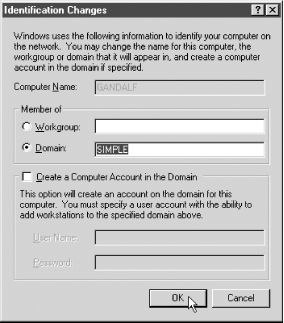 Identification Changes
Windows uses the following information to identify your computer on
the network. You may change the name for this computer, the
workgroup or domain that it will appear in, and create a computer
account in the domain if specified.
Computer Name: GANDALF
Member of
Workgroup:
Domain: SIMPLE
Create a Computer Account in the Domain
This option will create an account on the domain for this
computer. You must specify a user account with the ability to
add workstations to the specified domain above.
User Name:
Password:
OK Cancel